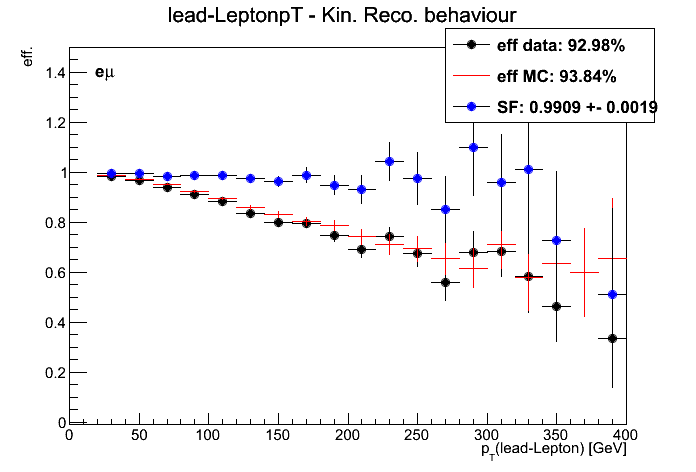 lead-LeptonpT - Kin. Reco. behaviour
eff.
eμ
eff data: 92.98%
eff MC: 93.84%
SF: 0.9909 +- 0.0019
1.4
1.2
1
0.8
0.6
0.4
0.2
0
0 50 100 150 200 250 300 350 400
p_T(lead-Lepton) [GeV]